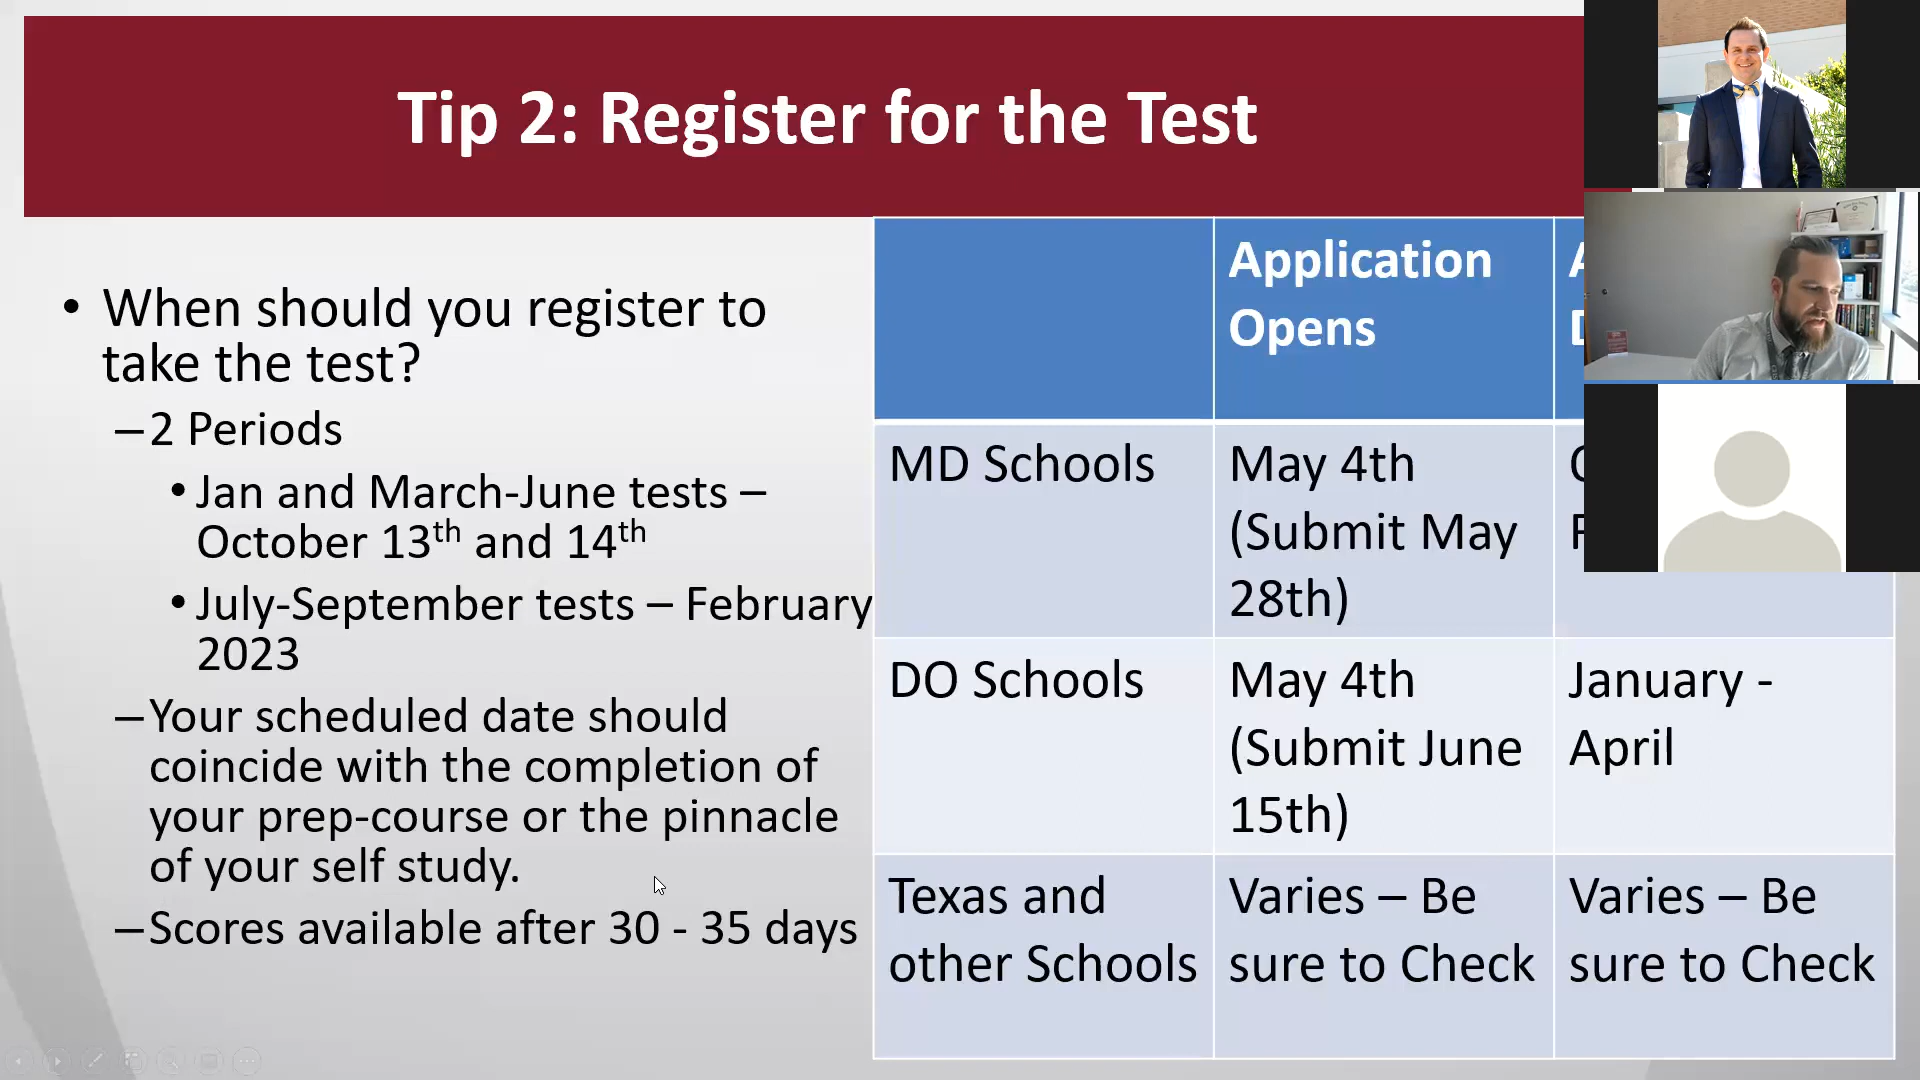 Tip 2: Register for the Test
• When should you register to
take the test?
–2 Periods
• Jan and March-June tests –
October 13th and 14th
• July-September tests – February
2023
–Your scheduled date should
coincide with the completion of
your prep-course or the pinnacle
of your self study.
–Scores available after 30 - 35 days
Application
Opens
MD Schools
May 4th
(Submit May
28th)
DO Schools
May 4th
(Submit June
15th)
January -
April
Texas and
other Schools
Varies – Be
sure to Check
Varies – Be
sure to Check